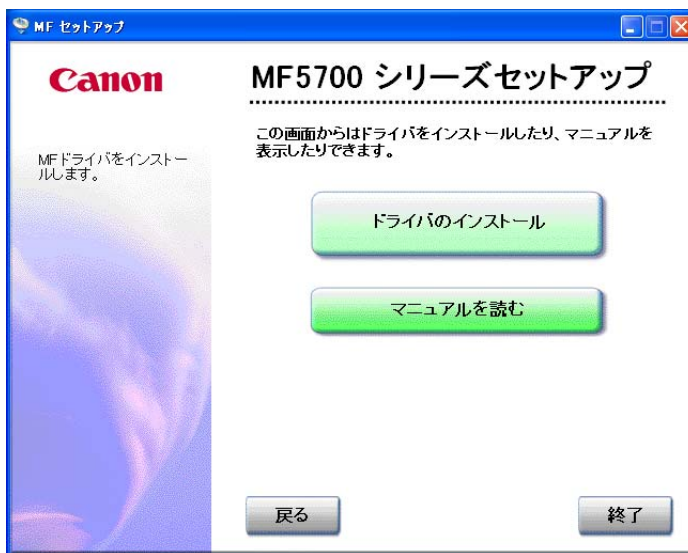 MF セットアップ
Canon
MF5700 シリーズセットアップ
MFドライバをインストー
ルします。
この画面からはドライバをインストールしたり、マニュアルを
表示したりできます。
ドライバのインストール
マニュアルを読む
戻る
終了